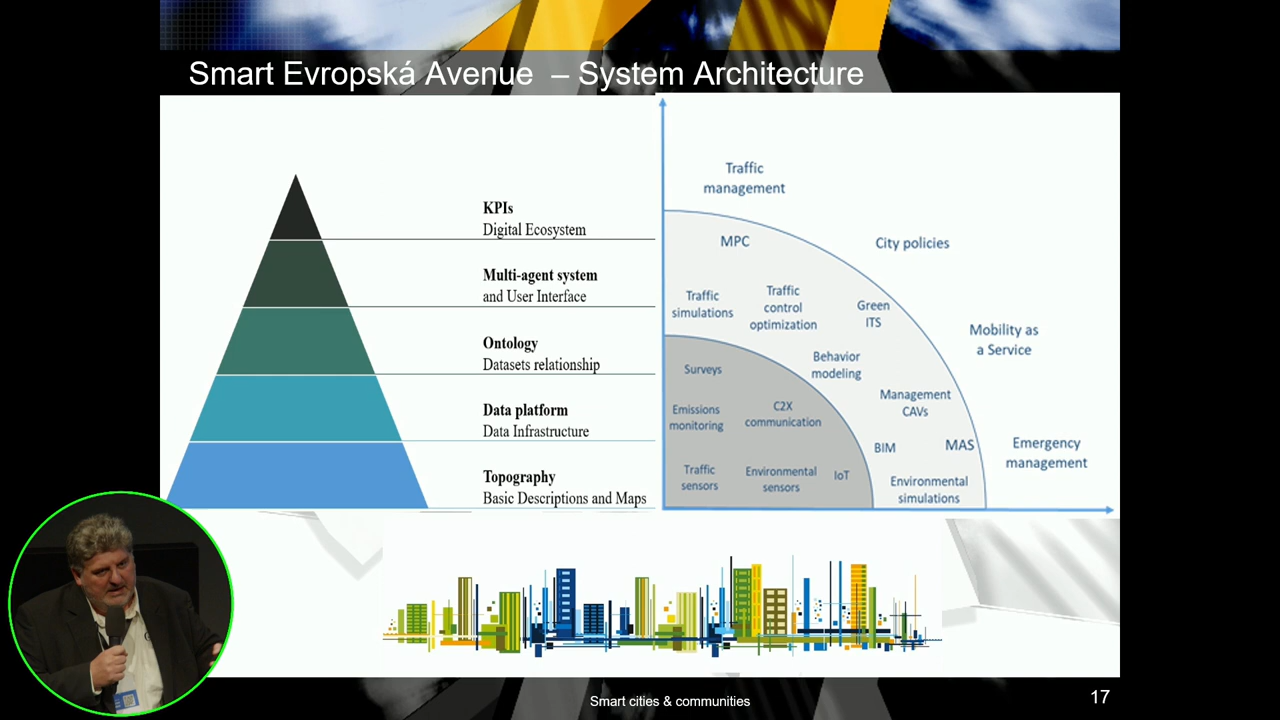 Smart Evropská Avenue – System Architecture
KPIs
Digital Ecosystem
Multi-agent system
and User Interface
Ontology
Datasets relationship
Data platform
Data Infrastructure
Topography
Basic Descriptions and Maps
Traffic
management
MPC
City policies
Traffic
simulations
Traffic
control
optimization
Green
ITS
Mobility as
a Service
Surveys
Behavior
modeling
Emissions
monitoring
C2X
communication
Management
CAVs
BIM
MAS
Emergency
management
Traffic
sensors
Environmental
sensors
IoT
Environmental
simulations
Smart cities & communities
17